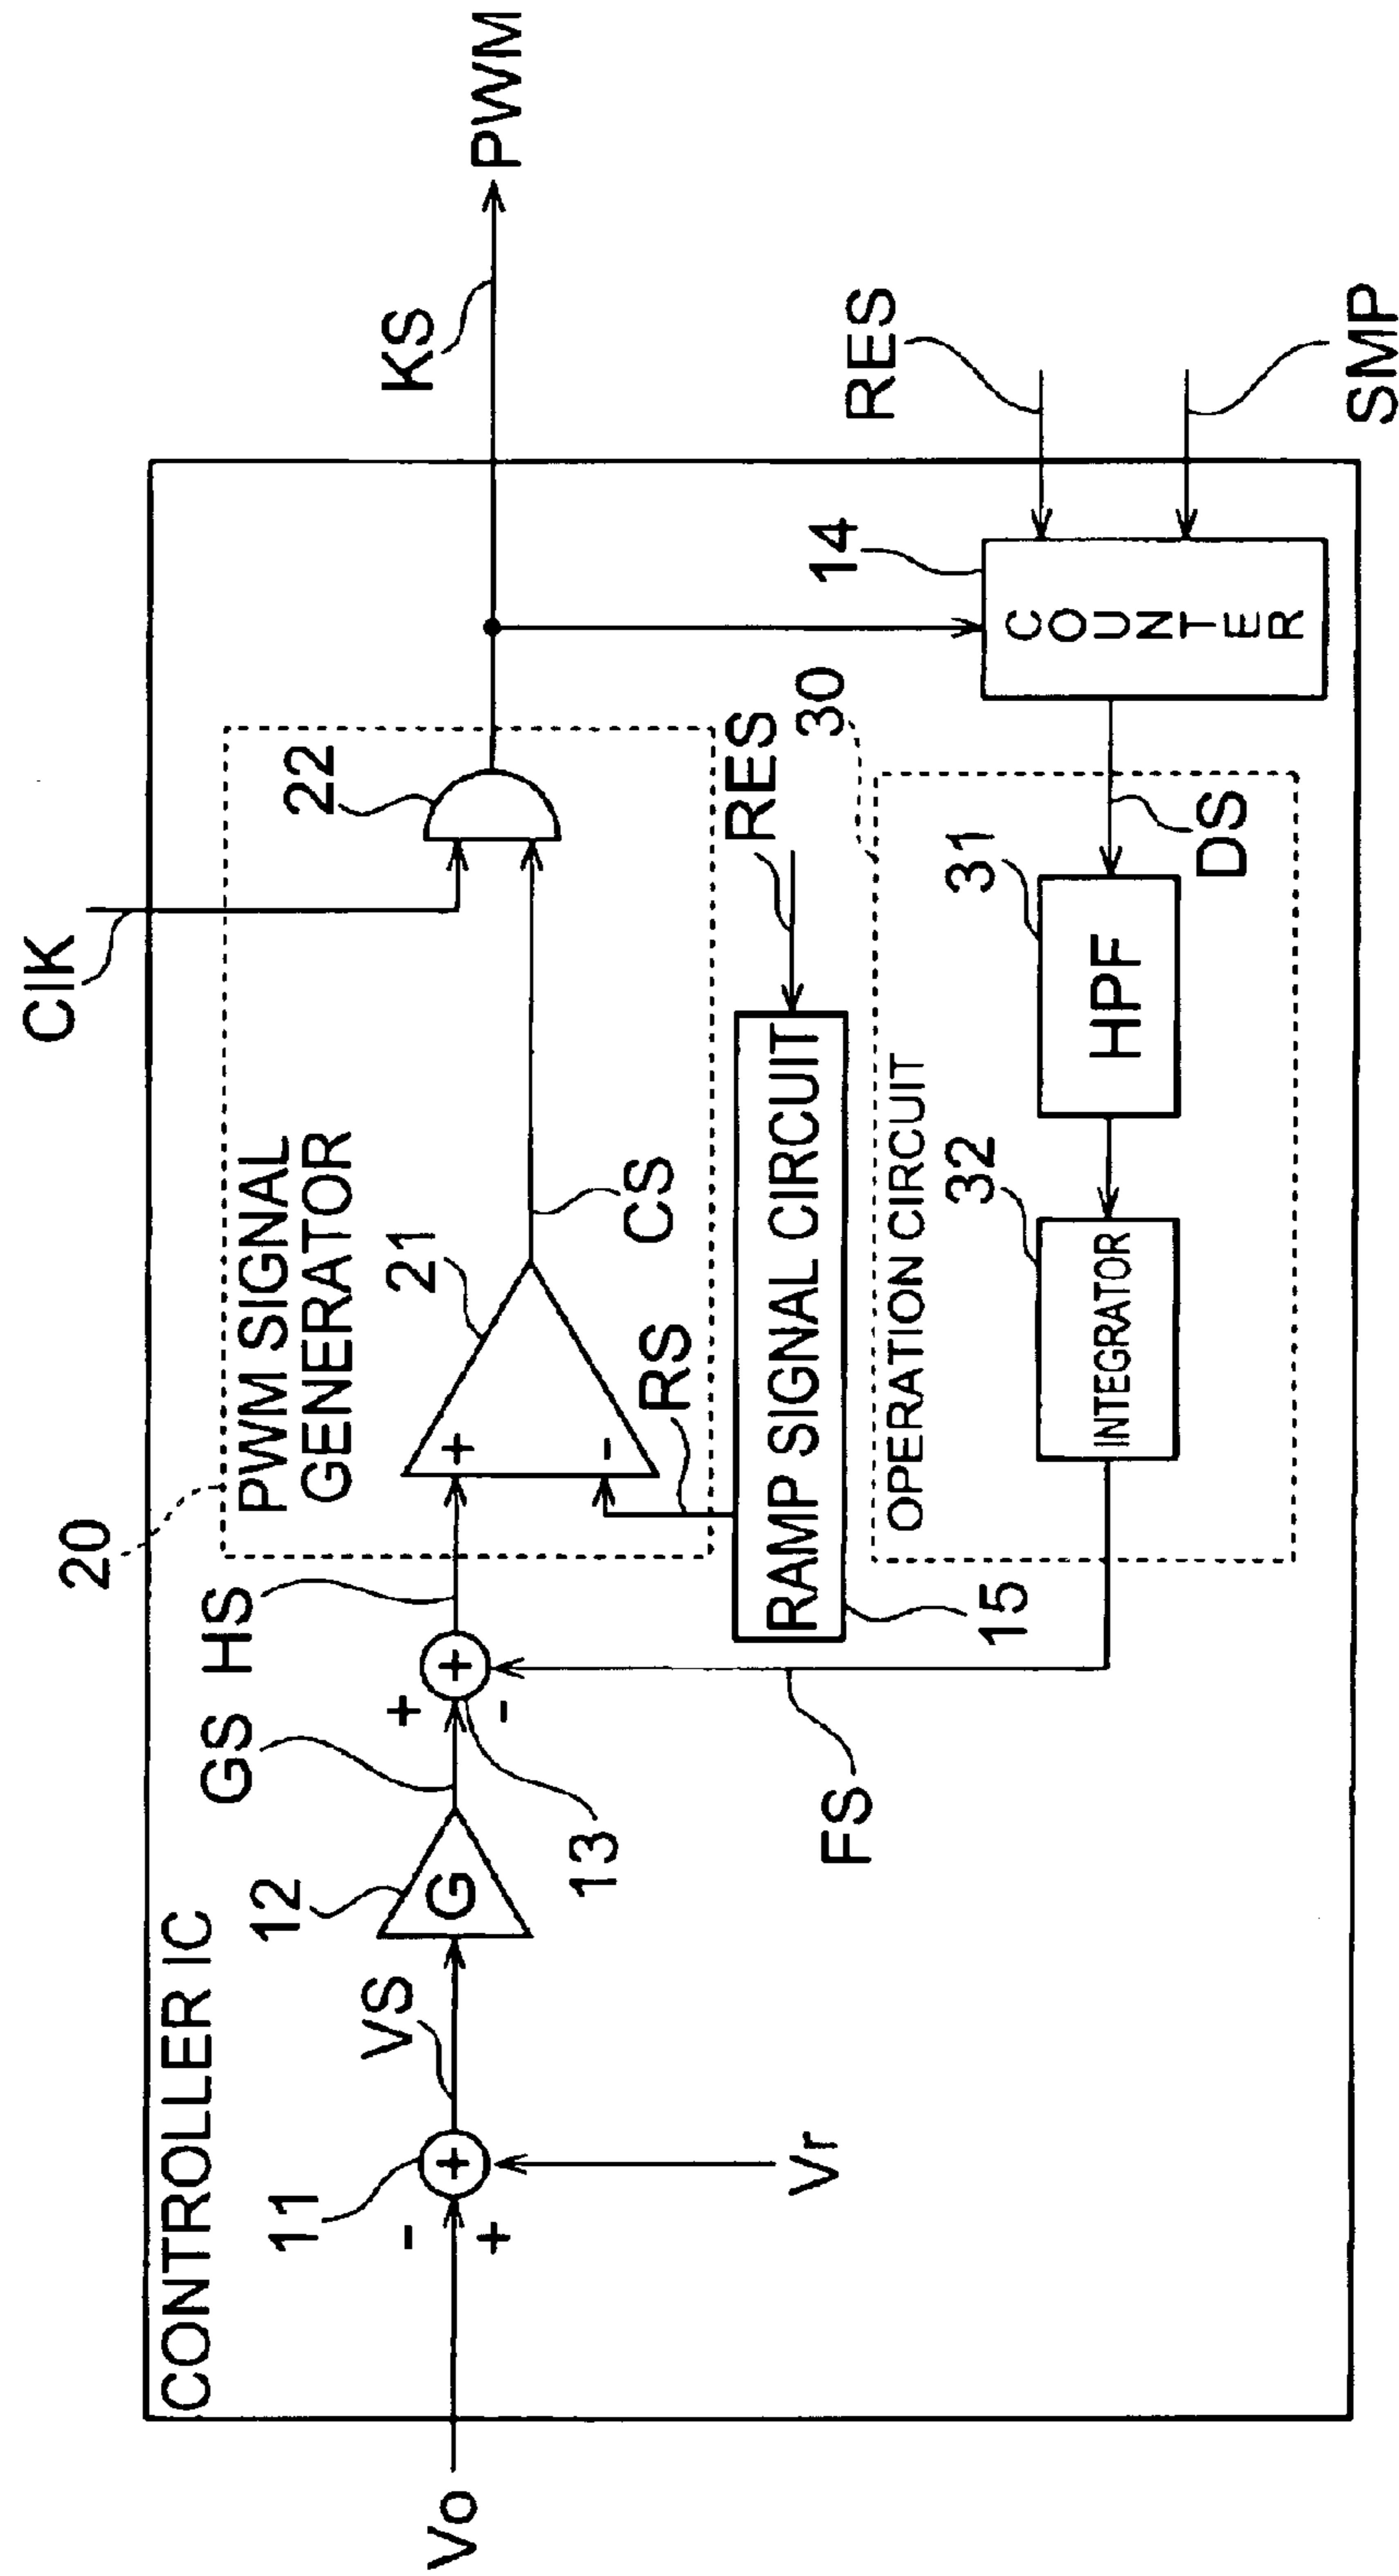 CONTROLLER IC
Vo
-
+
11
+
Vr
VS
12
G
GS
+
-
13
+
HS
FS
20
PWM SIGNAL
GENERATOR
21
+
-
RS
CS
CIK
22
KS
PWM
RAMP SIGNAL CIRCUIT
15
RES
30
OPERATION CIRCUIT
32
INTEGRATOR
31
HPF
DS
14
COUNTER
RES
SMP